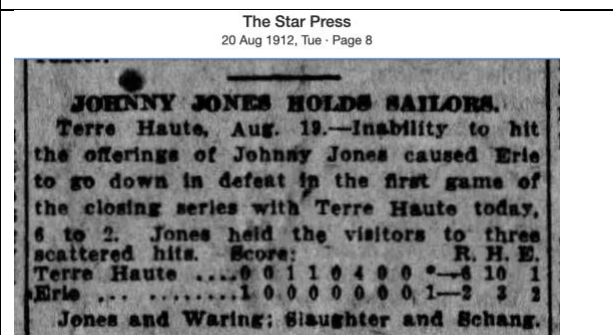 The Star Press
20 Aug 1912, Tue · Page 8
JOHNNY JONES HOLDS SAILORS.
Terre Haute, Aug. 19.—Inability to hit
the offerings of Johnny Jones caused Erie
to go down in defeat in the first game of
the closing series with Terre Haute today,
6 to 2. Jones held the visitors to three
scattered hits. Score: R. H. E.
Terre Haute ....0 0 1 1 0 4 0 0 *—6 10 1
Erie ... ........1 0 0 0 0 0 0 0 1—2 3 2
Jones and Waring; Slaughter and Schang.